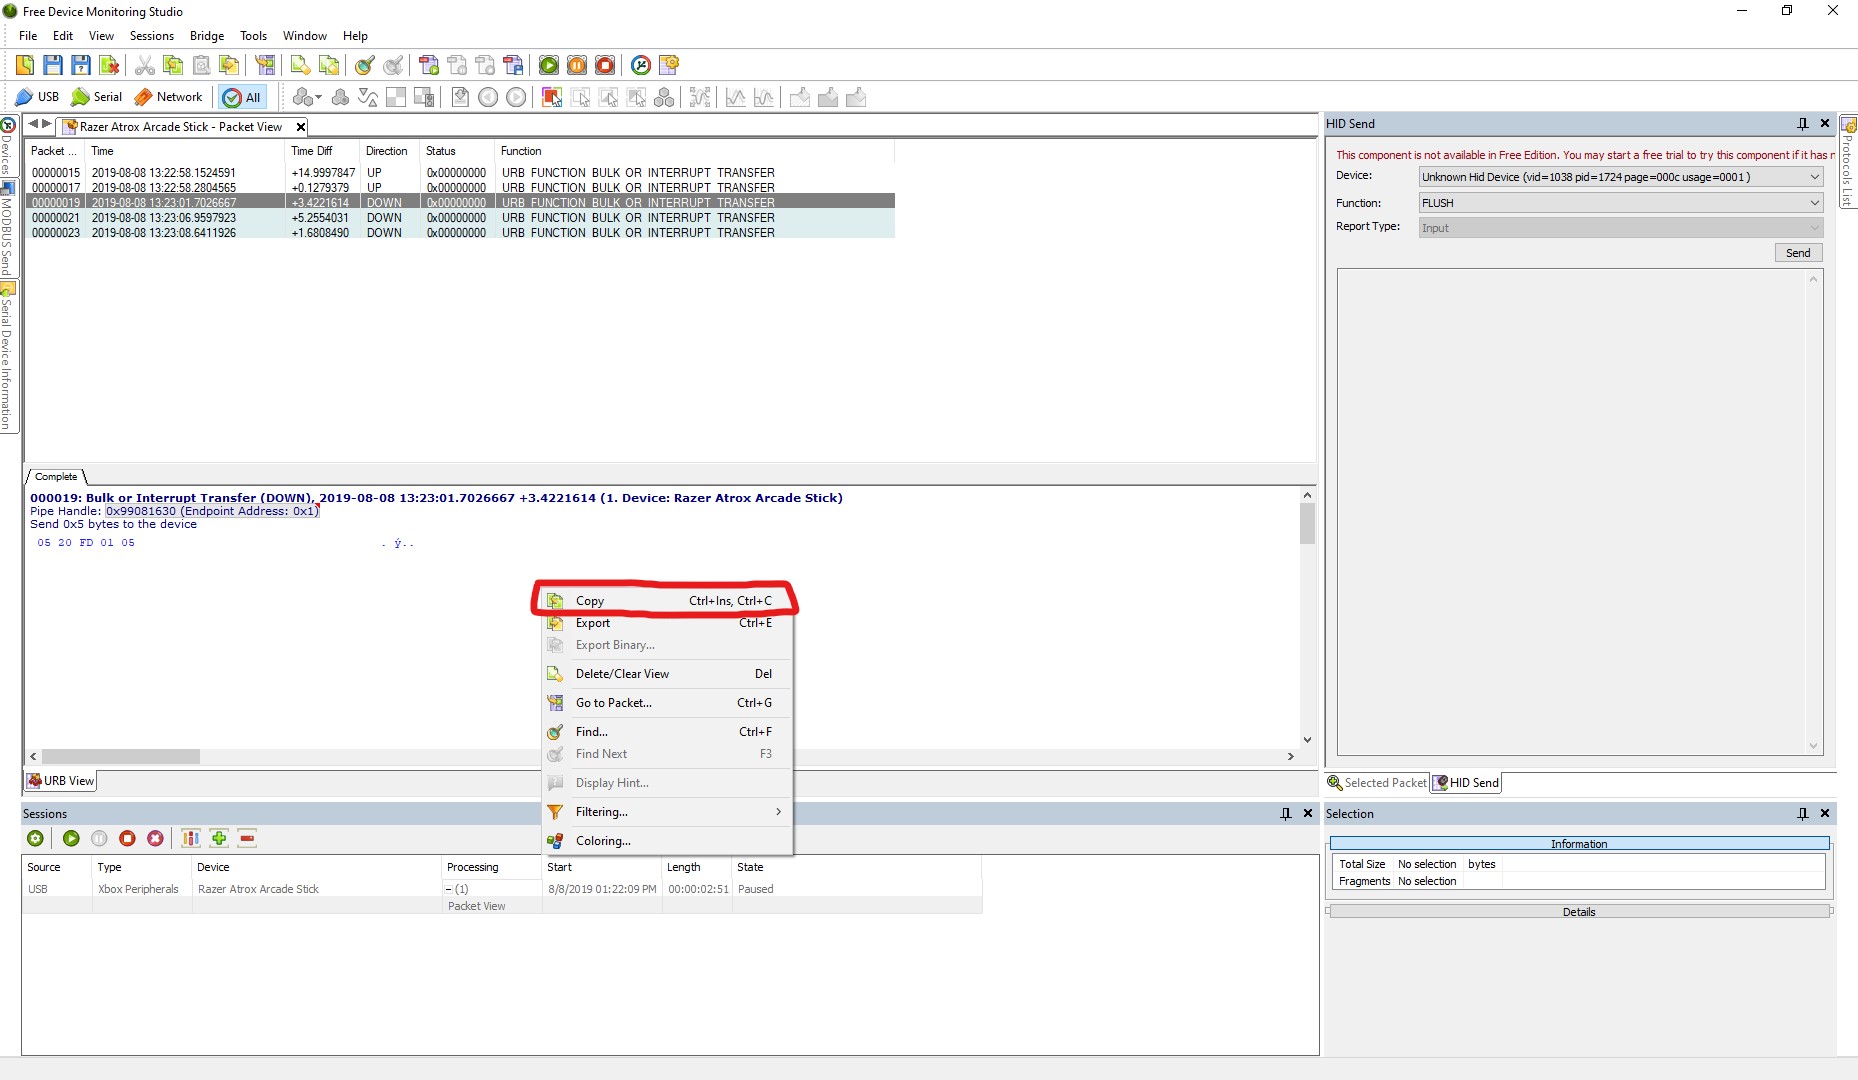 Free Device Monitoring Studio
File Edit View Sessions Bridge Tools Window Help
USB Serial Network All
Devices
MODBUS Send
Serial Device Information
Razer Atrox Arcade Stick - Packet View
Packet ... Time Time Diff Direction Status Function
00000015 2019-08-08 13:22:58.1524591 +14.9997847 UP 0x00000000 URB FUNCTION BULK OR INTERRUPT TRANSFER
00000017 2019-08-08 13:22:58.2804565 +0.1279379 UP 0x00000000 URB FUNCTION BULK OR INTERRUPT TRANSFER
00000019 2019-08-08 13:23:01.7026667 +3.4221614 DOWN 0x00000000 URB FUNCTION BULK OR INTERRUPT TRANSFER
00000021 2019-08-08 13:23:06.9597923 +5.2554031 DOWN 0x00000000 URB FUNCTION BULK OR INTERRUPT TRANSFER
00000023 2019-08-08 13:23:08.6411926 +1.6808490 DOWN 0x00000000 URB FUNCTION BULK OR INTERRUPT TRANSFER
Complete
000019: Bulk or Interrupt Transfer (DOWN), 2019-08-08 13:23:01.7026667 +3.4221614 (1. Device: Razer Atrox Arcade Stick)
Pipe Handle: 0x99081630 (Endpoint Address: 0x1)
Send 0x5 bytes to the device
05 20 FD 01 05 . ý..
Copy Ctrl+Ins, Ctrl+C
Export Ctrl+E
Export Binary...
Delete/Clear View Del
Go to Packet... Ctrl+G
Find... Ctrl+F
Find Next F3
Display Hint...
Filtering...
Coloring...
URB View
Sessions
Source Type Device Processing Start Length State
USB Xbox Peripherals Razer Atrox Arcade Stick (1) 8/8/2019 01:22:09 PM 00:00:02:51 Paused
Packet View
HID Send
This component is not available in Free Edition. You may start a free trial to try this component if it has n
Device: Unknown Hid Device (vid=1038 pid=1724 page=000c usage=0001 )
Function: FLUSH
Report Type: Input
Send
Selected Packet HID Send
Selection
Information
Total Size No selection bytes
Fragments No selection
Details
Protocols List